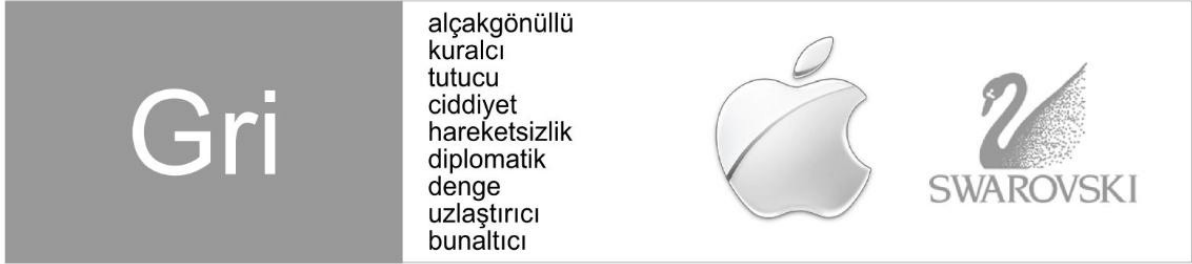 Gri
alçakgönüllü
kuralcı
tutucu
ciddiyet
hareketsizlik
diplomatik
denge
uzlaştırıcı
bunaltıcı
SWAROVSKI